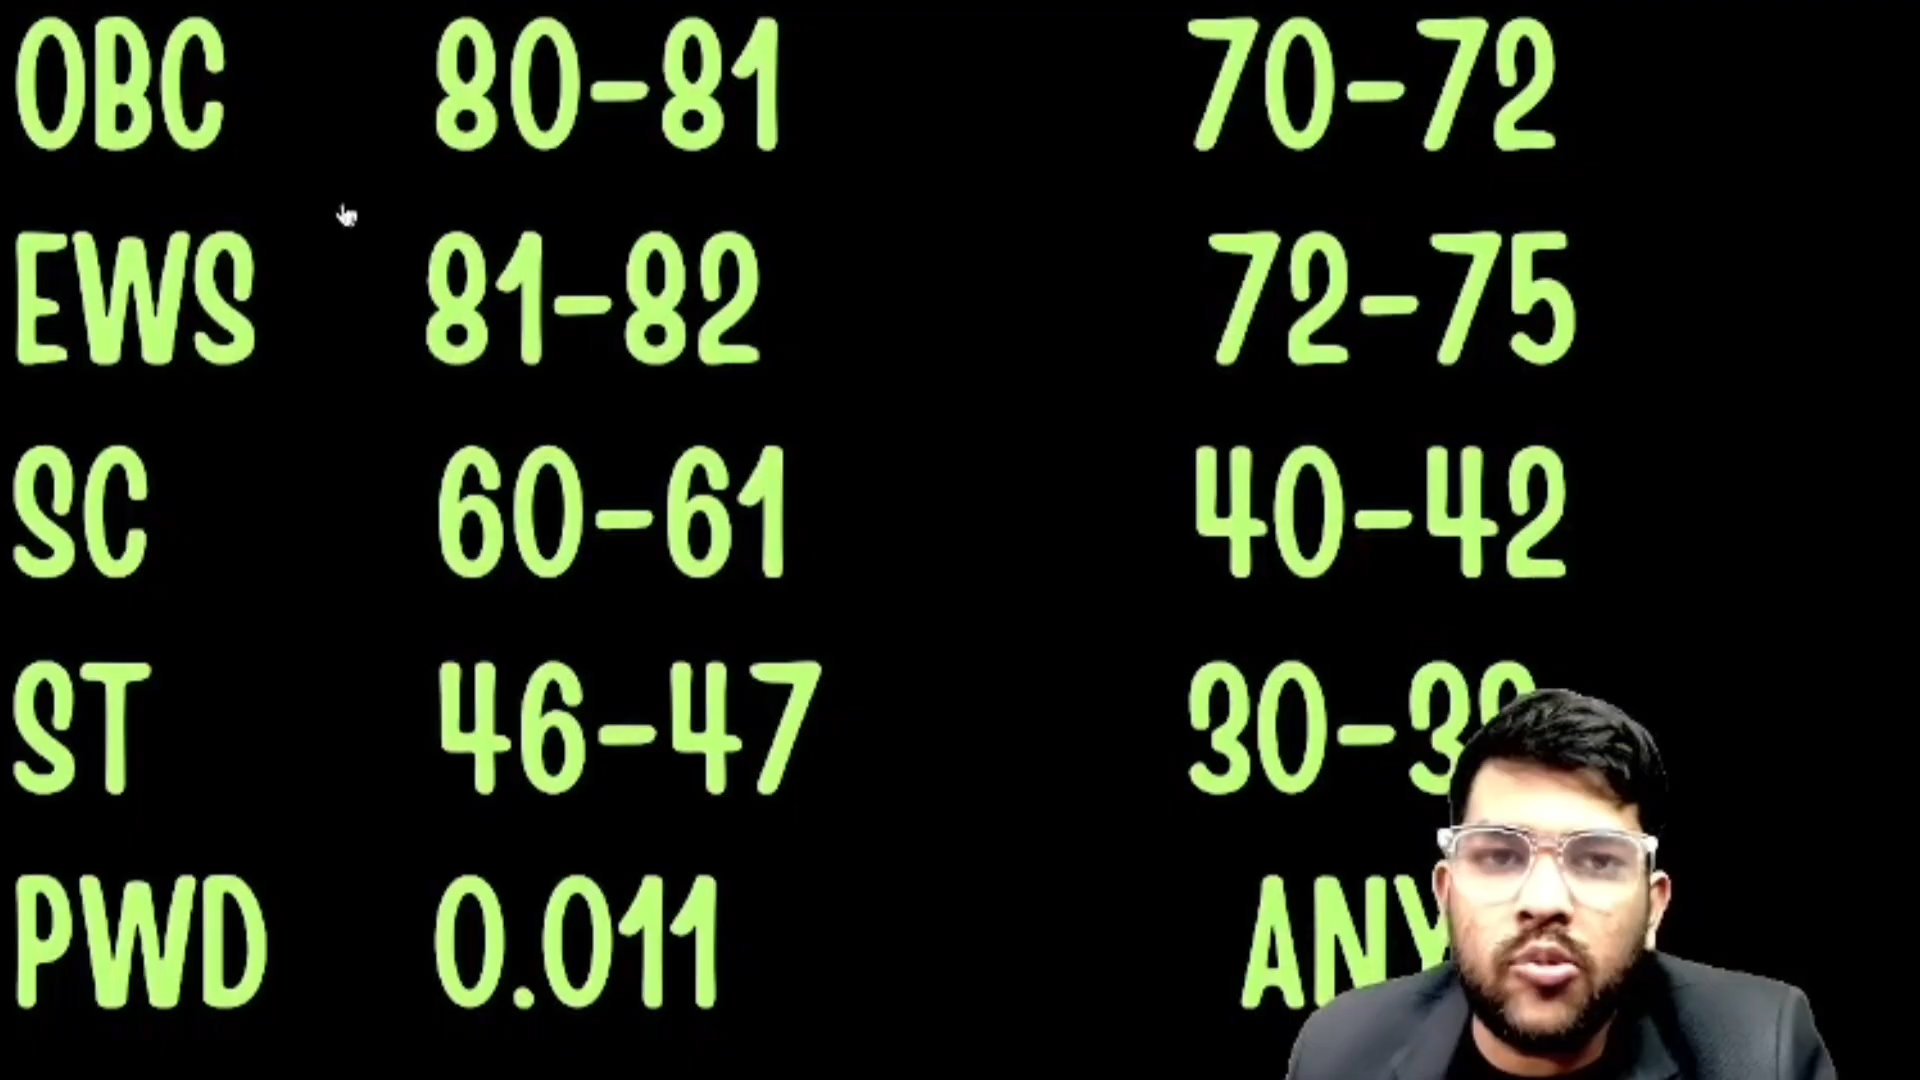 OBC 80-81 70-72
EWS 81-82 72-75
SC 60-61 40-42
ST 46-47
PWD 0.011 ANY